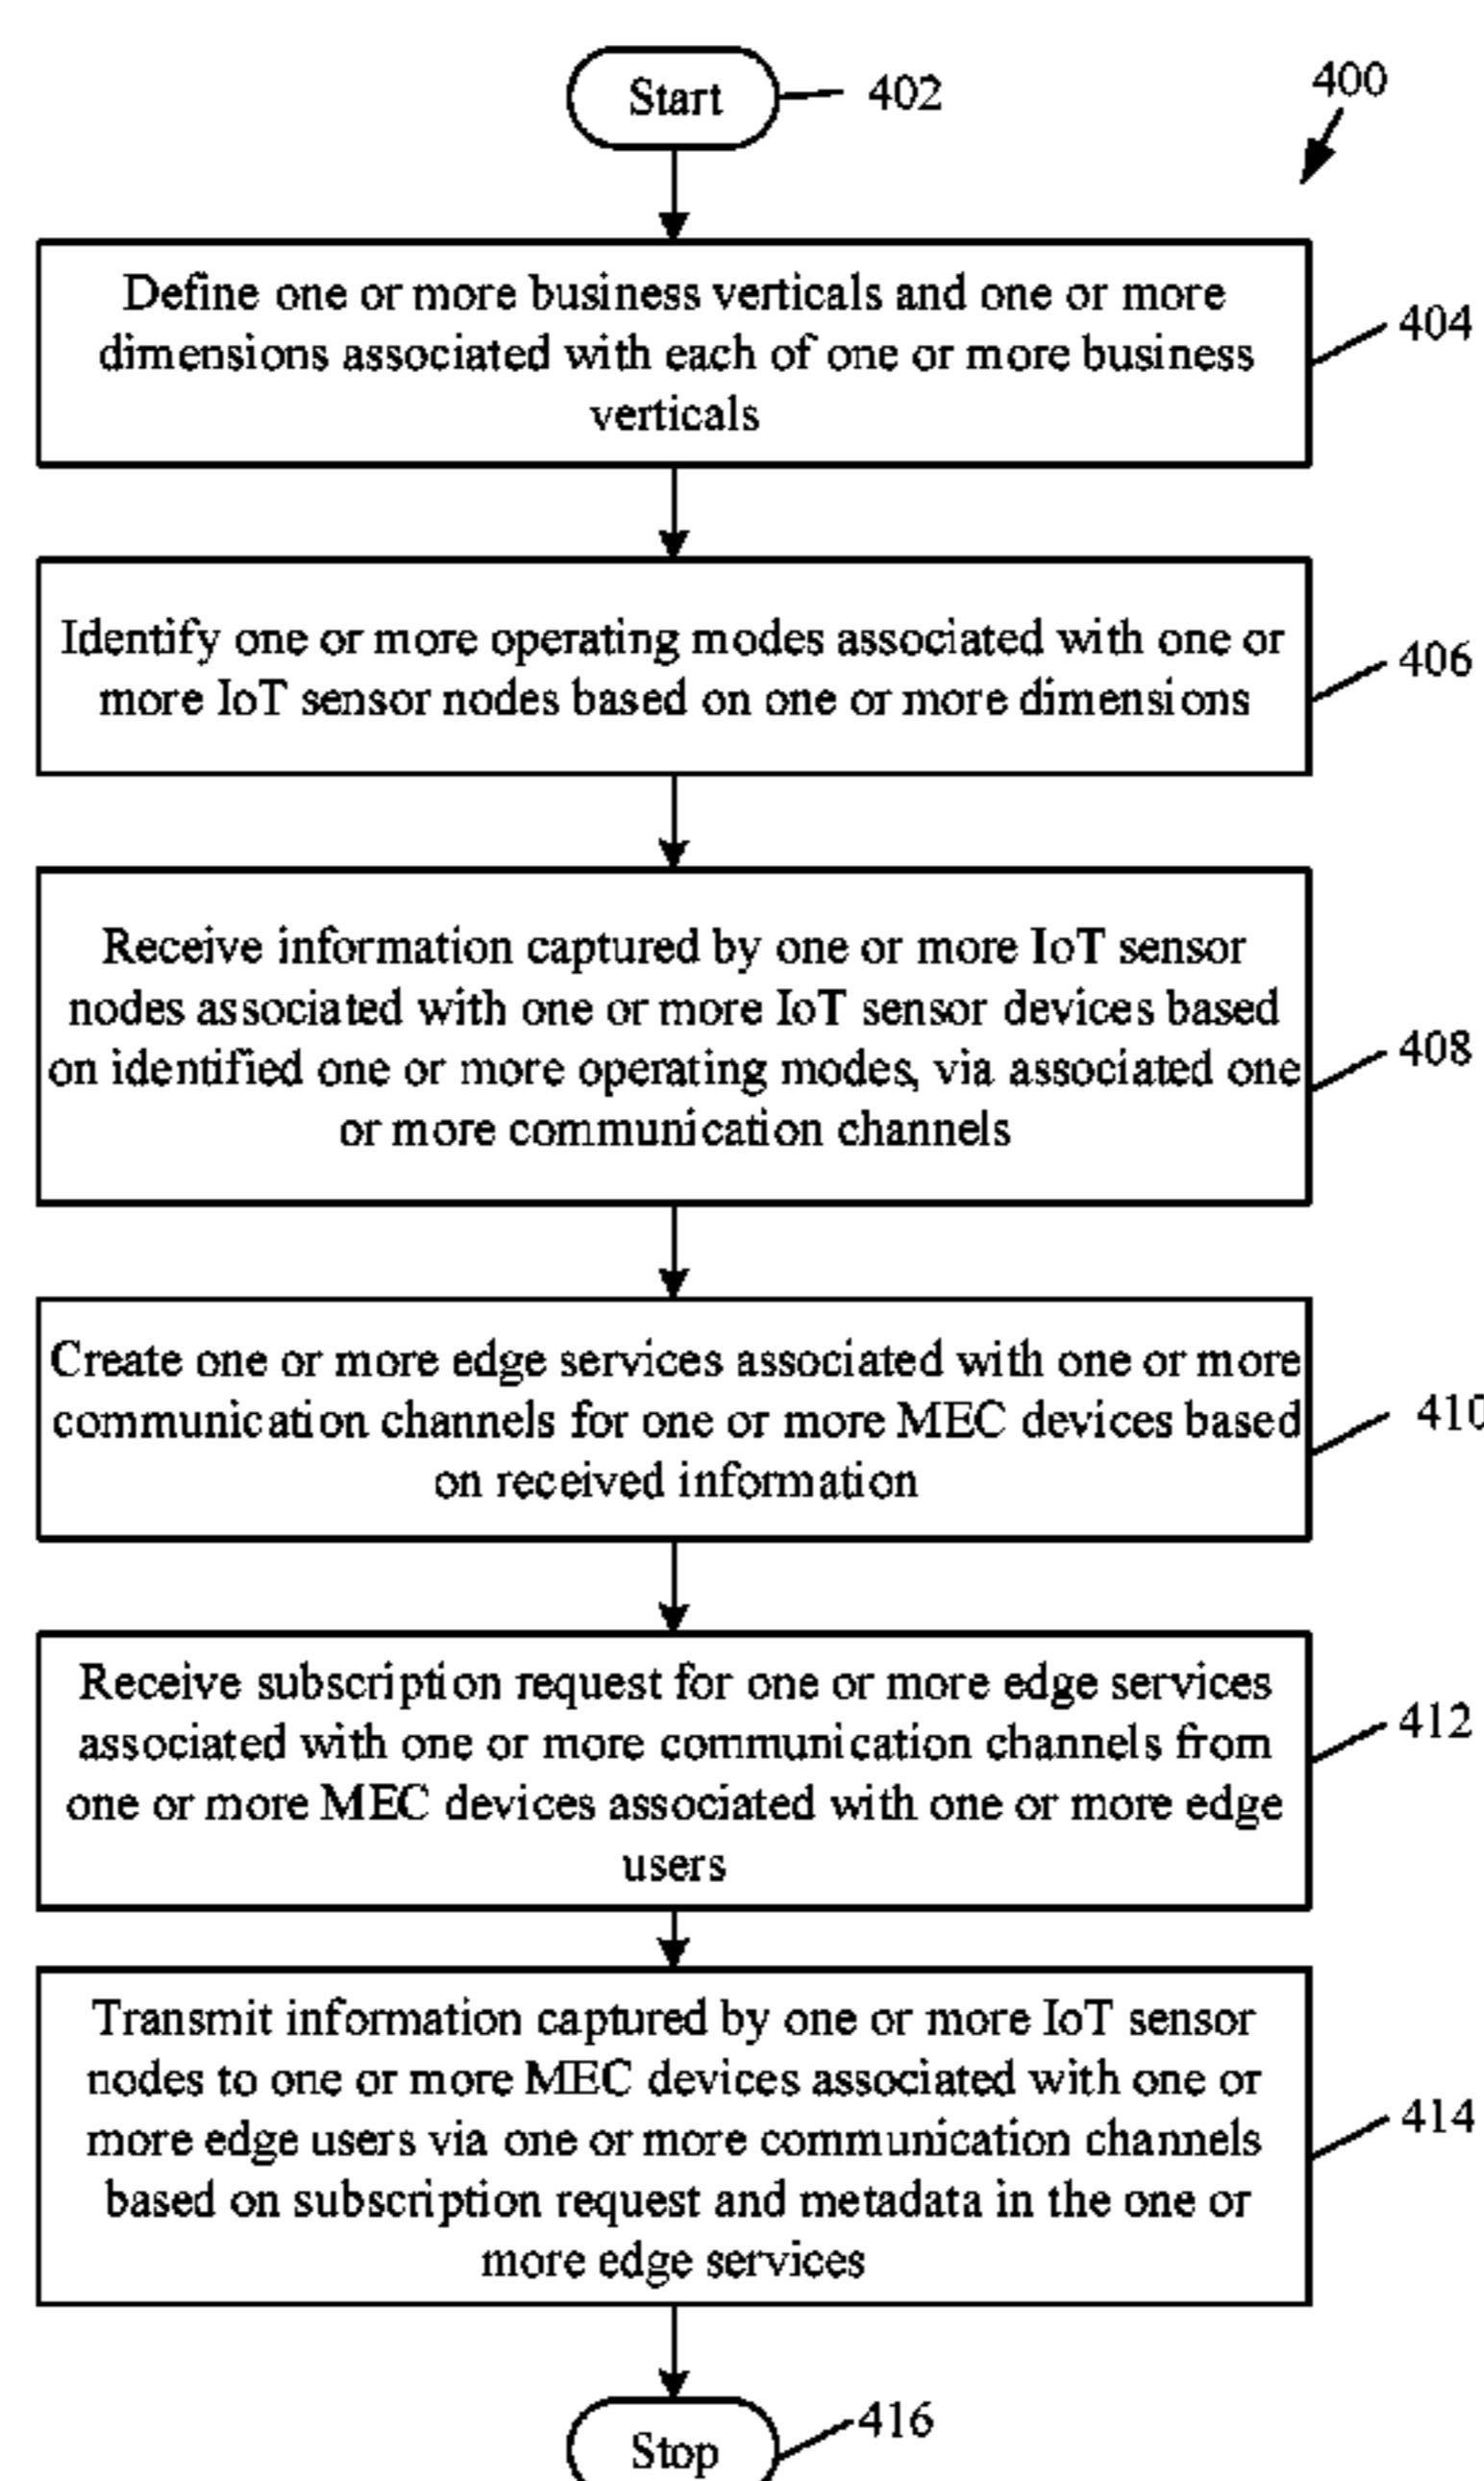 Start
402
400
Define one or more business verticals and one or more
dimensions associated with each of one or more business
verticals
404
Identify one or more operating modes associated with one or
more IoT sensor nodes based on one or more dimensions
406
Receive information captured by one or more IoT sensor
nodes associated with one or more IoT sensor devices based
on identified one or more operating modes, via associated one
or more communication channels
408
Create one or more edge services associated with one or more
communication channels for one or more MEC devices based
on received information
410
Receive subscription request for one or more edge services
associated with one or more communication channels from
one or more MEC devices associated with one or more edge
users
412
Transmit information captured by one or more IoT sensor
nodes to one or more MEC devices associated with one or
more edge users via one or more communication channels
based on subscription request and metadata in the one or
more edge services
414
Stop
416